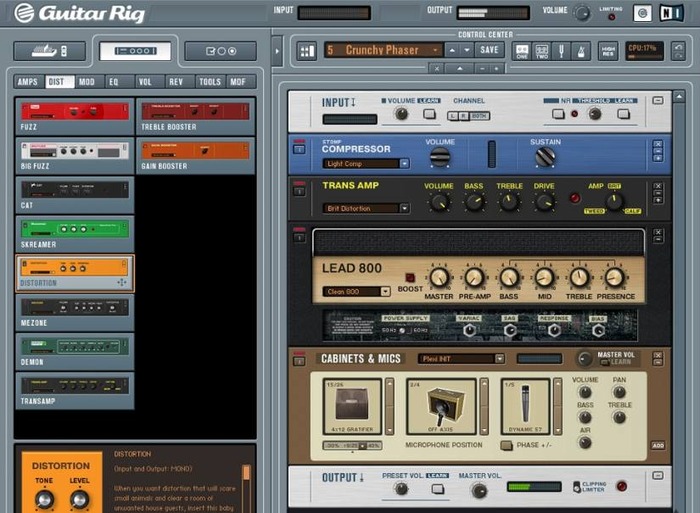 Guitar Rig
INPUT
OUTPUT
VOLUME
LIMITING
NI
CONTROL CENTER
5 Crunchy Phaser
SAVE
ONE
TWO
HIGH RES
CPU:17%
AMPS DIST MOD EQ VOL REV TOOLS MOF
FUZZ
TREBLE BOOSTER
BIG FUZZ
GAIN BOOSTER
CAT
SKREAMER
DISTORTION
MEZONE
DEMON
TRANSAMP
DISTORTION
TONE LEVEL
DISTORTION
(Input and Output: MONO)
When you want distortion that will scare
small animals and clear a room of
unwanted house guests, insert this baby
INPUT
VOLUME LEARN
CHANNEL
L R BOTH
NR THRESHOLD LEARN
STOMP
COMPRESSOR
Light Comp
VOLUME
SUSTAIN
TRANS AMP
Brit Distortion
VOLUME BASS TREBLE DRIVE
AMP BRIT
TWEED CALIF
LEAD 800
Clean 800
BOOST
MASTER PRE-AMP BASS MID TREBLE PRESENCE
POWER SUPPLY VARIAC SAG RESPONSE BIAS
50Hz 60Hz
CABINETS & MICS
Plexi INIT
MASTER VOL
LEARN
4x12 GRATIFIER
DYNAMIC 57
MICROPHONE POSITION
PHASE +/-
VOLUME PAN
BASS TREBLE
AIR
ADD
OUTPUT
PRESET VOL LEARN
MASTER VOL
CLIPPING
LIMITER